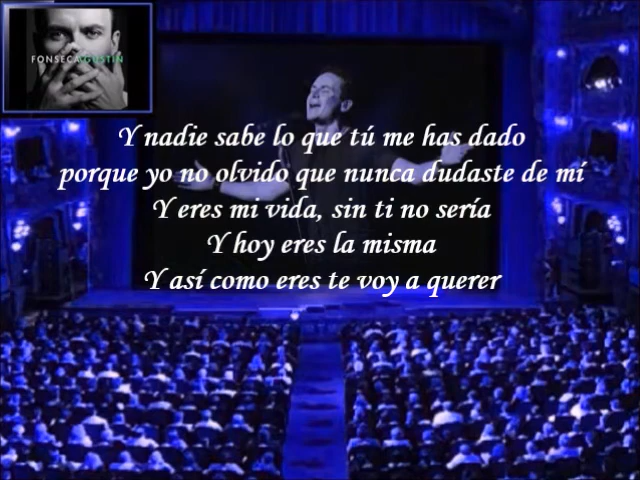 FONSECA AGUSTÍN
Y nadie sabe lo que tú me has dado
porque yo no olvido que nunca dudaste de mí
Y eres mi vida, sin ti no sería
Y hoy eres la misma
Y así como eres te voy a querer